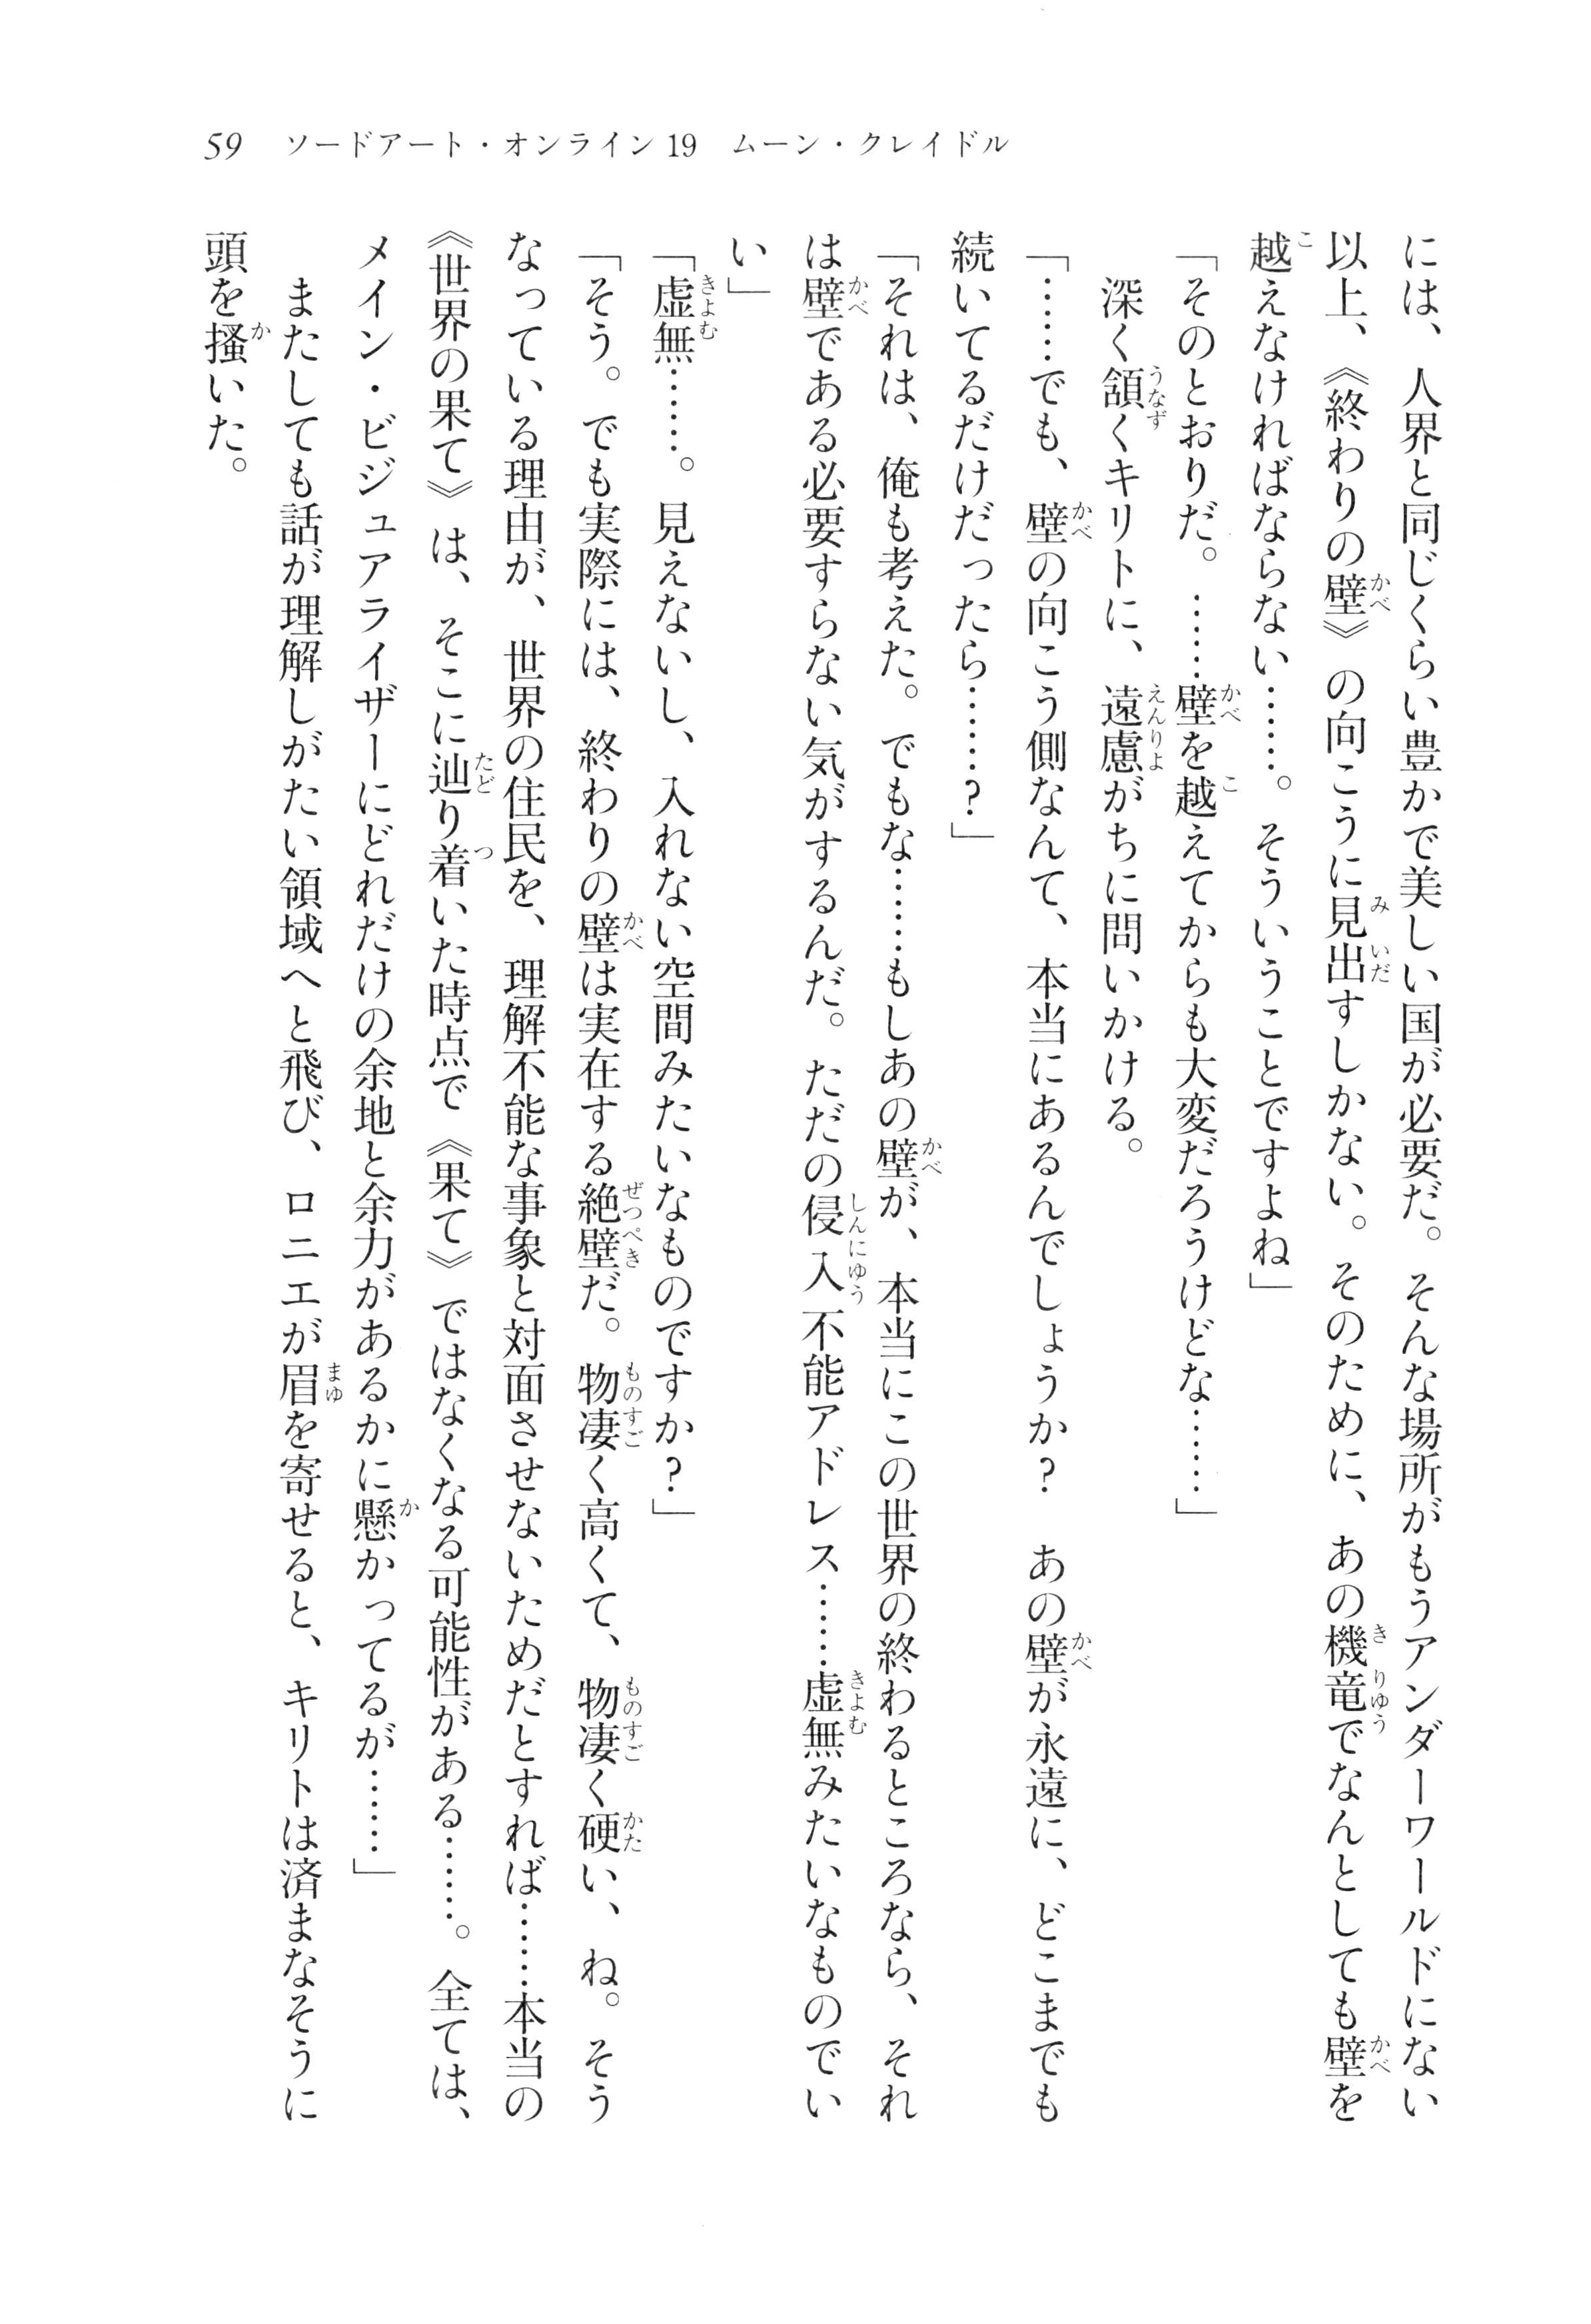 59　ソードアート・オンライン19　ムーン・クレイドル
には、人界と同じくらい豊かで美しい国が必要だ。そんな場所がもうアンダーワールドにない
以上、《終わりの壁》の向こうに見出すしかない。そのために、あの機竜でなんとしても壁を
越えなければならない……。そういうことですよね」
「そのとおりだ。……壁を越えてからも大変だろうけどな……」
　深く頷くキリトに、遠慮がちに問いかける。
「……でも、壁の向こう側なんて、本当にあるんでしょうか？　あの壁が永遠に、どこまでも
続いてるだけだったら……？」
「それは、俺も考えた。でもな……もしあの壁が、本当にこの世界の終わるところなら、それ
は壁である必要すらない気がするんだ。ただの侵入不能アドレス……虚無みたいなものでい
い」
「虚無……。見えないし、入れない空間みたいなものですか？」
「そう。でも実際には、終わりの壁は実在する絶壁だ。物凄く高くて、物凄く硬い、ね。そう
なっている理由が、世界の住民を、理解不能な事象と対面させないためだとすれば……本当の
《世界の果て》は、そこに辿り着いた時点で《果て》ではなくなる可能性がある……。全ては、
メイン・ビジュアライザーにどれだけの余地と余力があるかに懸かってるが……」
　またしても話が理解しがたい領域へと飛び、ロニエが眉を寄せると、キリトは済まなそうに
頭を掻いた。